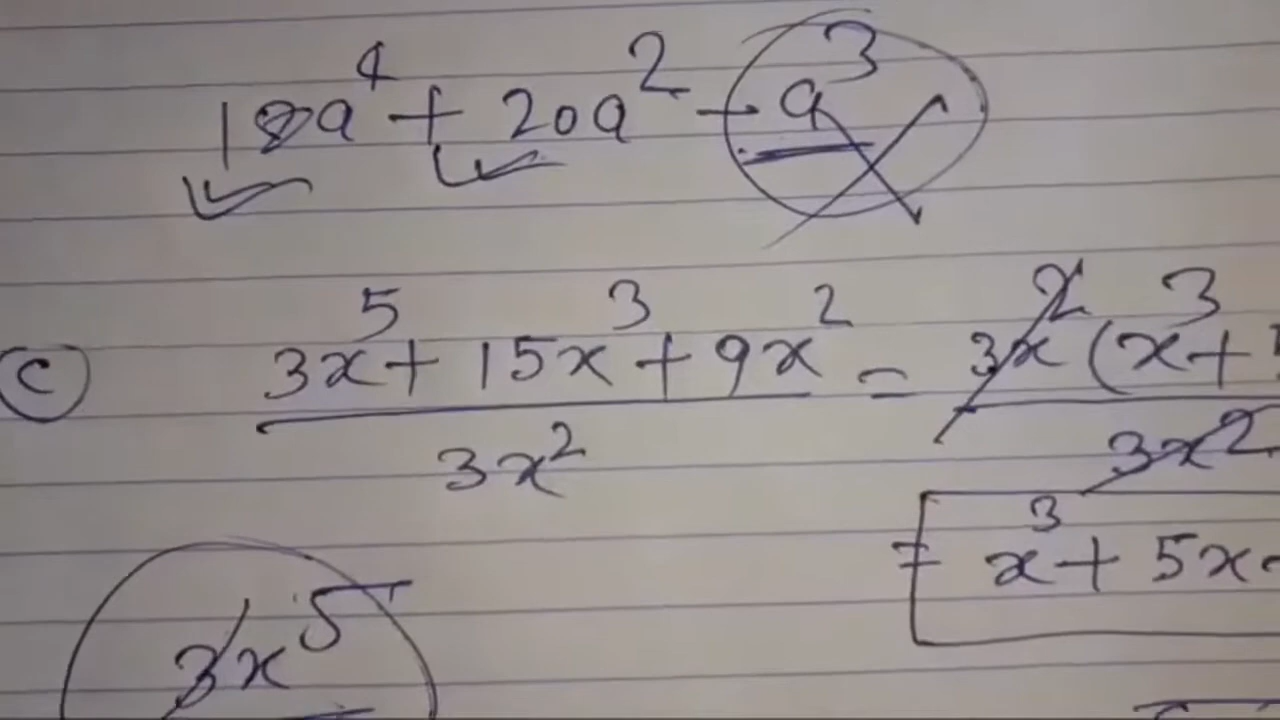 18a⁴ + 20a² - a³
(C) (3x⁵ + 15x³ + 9x²) / 3x² = 3x² (x³ +
3x²
= x³ + 5x
3x⁵